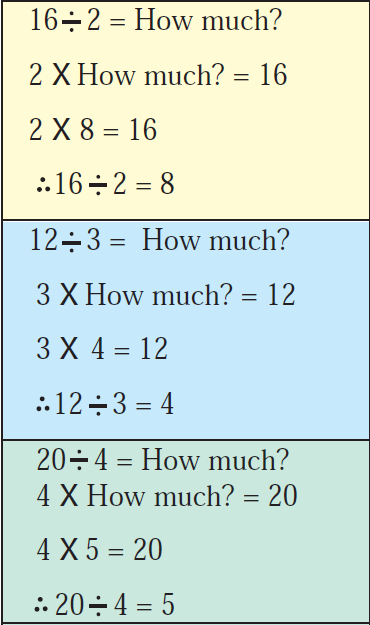 16÷2 = How much?
2 X How much? = 16
2 X 8 = 16
∴16÷2 = 8
12÷3 = How much?
3 X How much? = 12
3 X 4 = 12
∴12÷3 = 4
20÷4 = How much?
4 X How much? = 20
4 X 5 = 20
∴ 20÷4 = 5